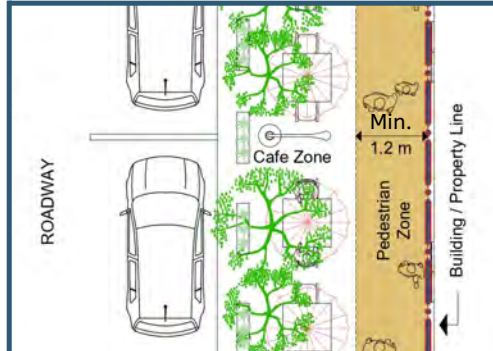 ROADWAY
Cafe Zone
Min.
1.2 m
Pedestrian
Zone
Building / Property Line